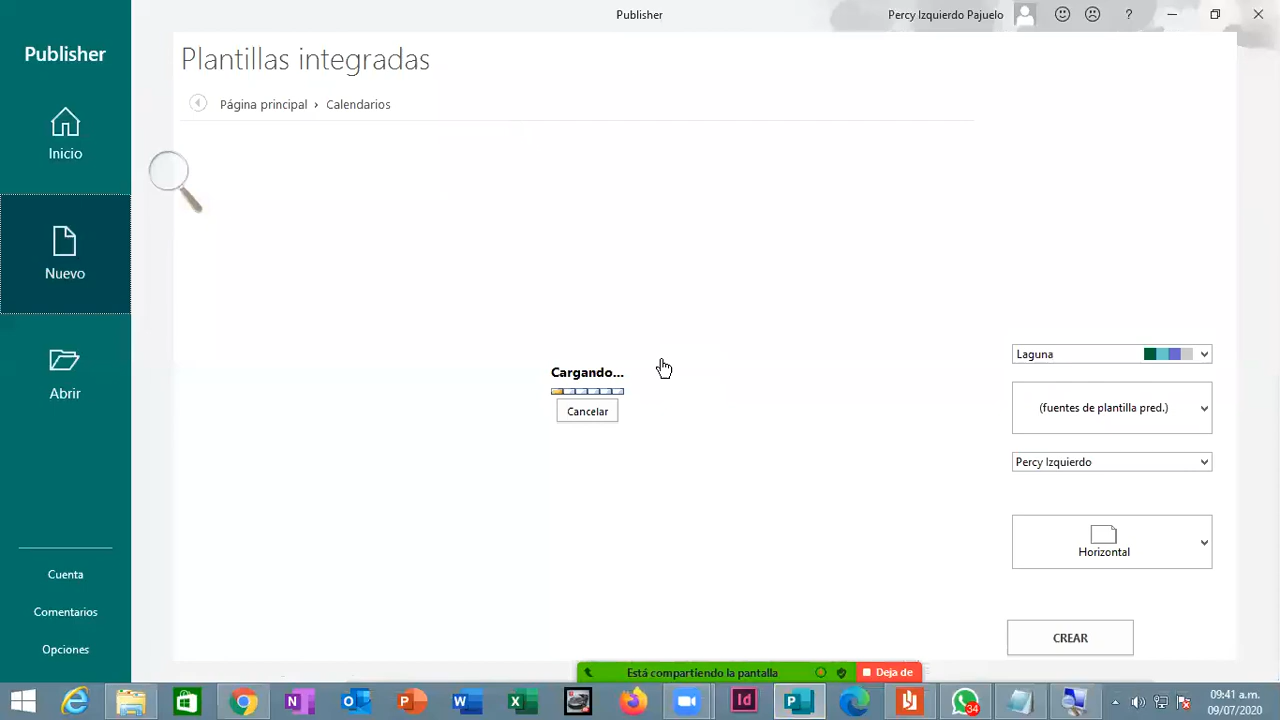 Publisher
Percy Izquierdo Pajuelo
?
Publisher
Plantillas integradas
Página principal › Calendarios
Inicio
Nuevo
Abrir
Cargando...
Cancelar
Laguna
(fuentes de plantilla pred.)
Percy Izquierdo
Horizontal
CREAR
Cuenta
Comentarios
Opciones
Está compartiendo la pantalla
Deja de
34
09:41 a.m.
09/07/2020